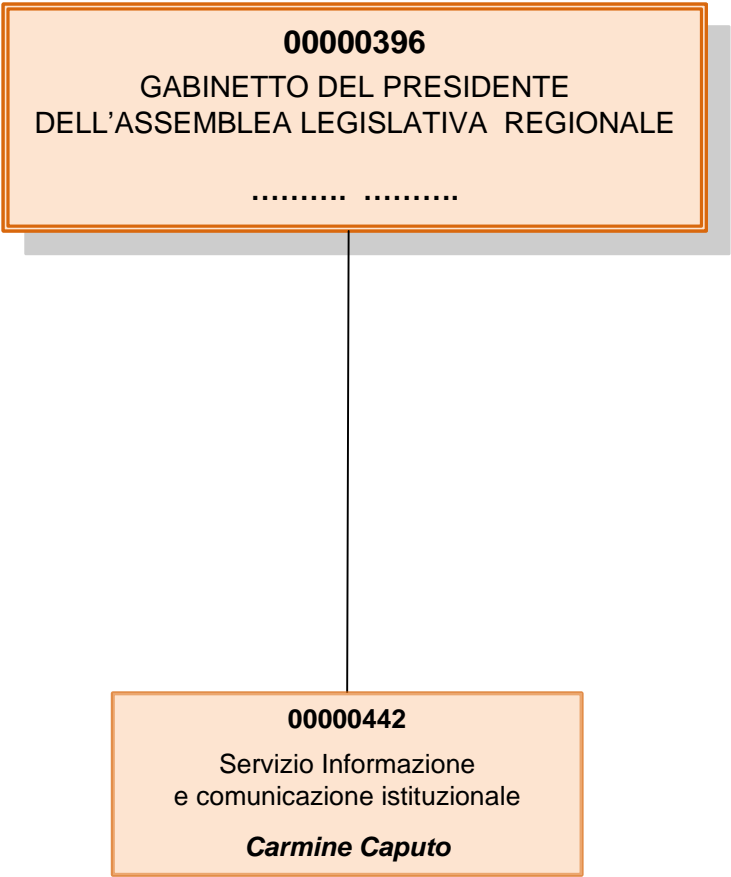 00000396
GABINETTO DEL PRESIDENTE
DELL’ASSEMBLEA LEGISLATIVA REGIONALE
………. ……….
00000442
Servizio Informazione
e comunicazione istituzionale
Carmine Caputo